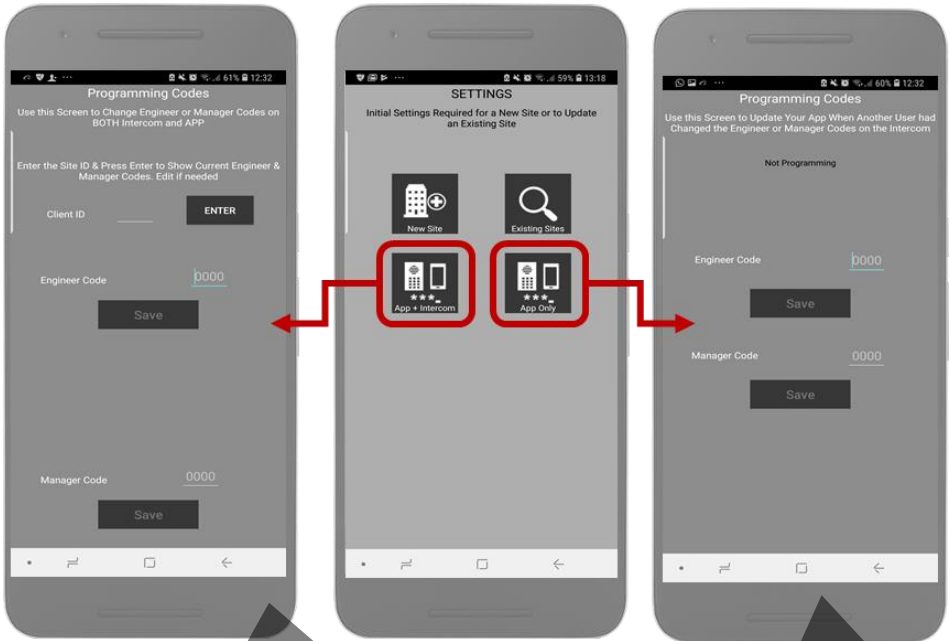 61% 12:32
Programming Codes
Use this Screen to Change Engineer or Manager Codes on
BOTH Intercom and APP
Enter the Site ID & Press Enter to Show Current Engineer &
Manager Codes. Edit if needed
Client ID
ENTER
Engineer Code
0000
Save
Manager Code
0000
Save
59% 13:18
SETTINGS
Initial Settings Required for a New Site or to Update
an Existing Site
New Site
Existing Sites
***_
App + Intercom
***_
App Only
60% 12:32
Programming Codes
Use this Screen to Update Your App When Another User had
Changed the Engineer or Manager Codes on the Intercom
Not Programming
Engineer Code
0000
Save
Manager Code
0000
Save